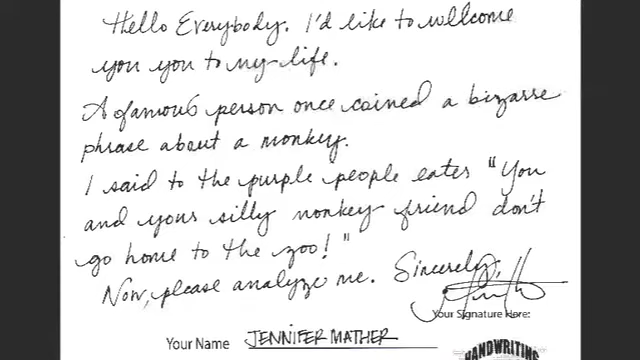 Hello Everybody. I'd like to wellcome
you you to my life.
A famous person once coined a bizarre
phrase about a monkey.
I said to the purple people eater "You
and your silly monkey friend don't
go home to the zoo!"
Now, please analyze me. Sincerely,
Your Signature Here:
Your Name JENNIFER MATHER
HANDWRITING